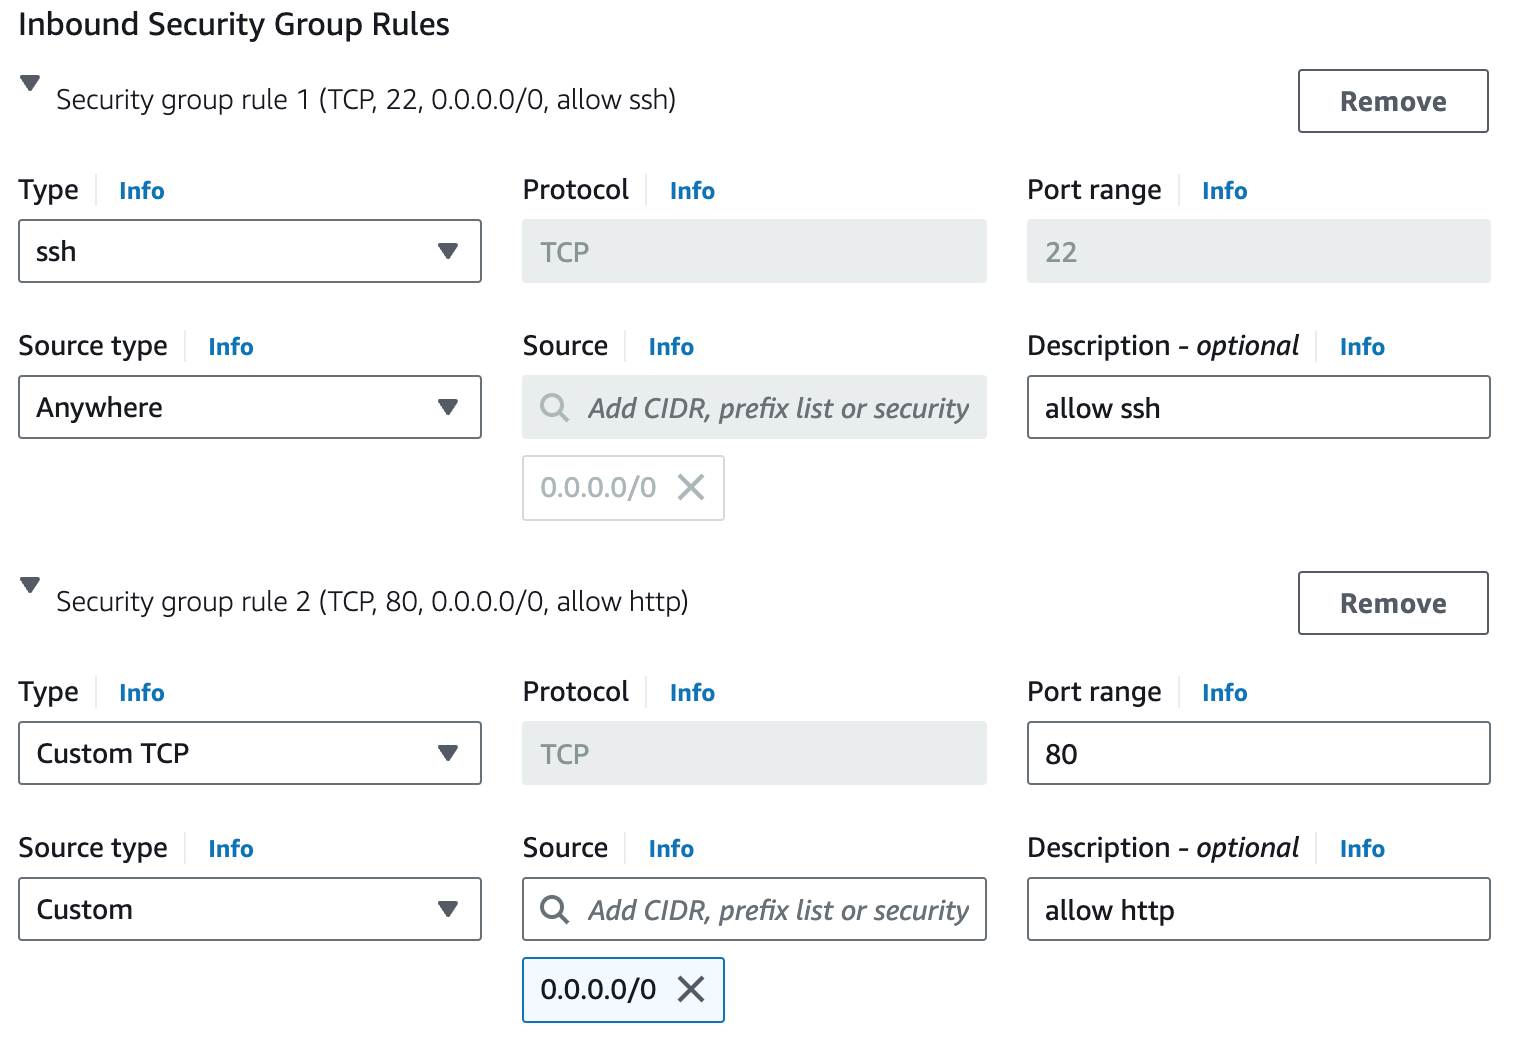 Inbound Security Group Rules
Security group rule 1 (TCP, 22, 0.0.0.0/0, allow ssh)
Remove
Type Info Protocol Info Port range Info
ssh TCP 22
Source type Info Source Info Description - optional Info
Anywhere Add CIDR, prefix list or security allow ssh
0.0.0.0/0
Security group rule 2 (TCP, 80, 0.0.0.0/0, allow http)
Remove
Type Info Protocol Info Port range Info
Custom TCP TCP 80
Source type Info Source Info Description - optional Info
Custom Add CIDR, prefix list or security allow http
0.0.0.0/0